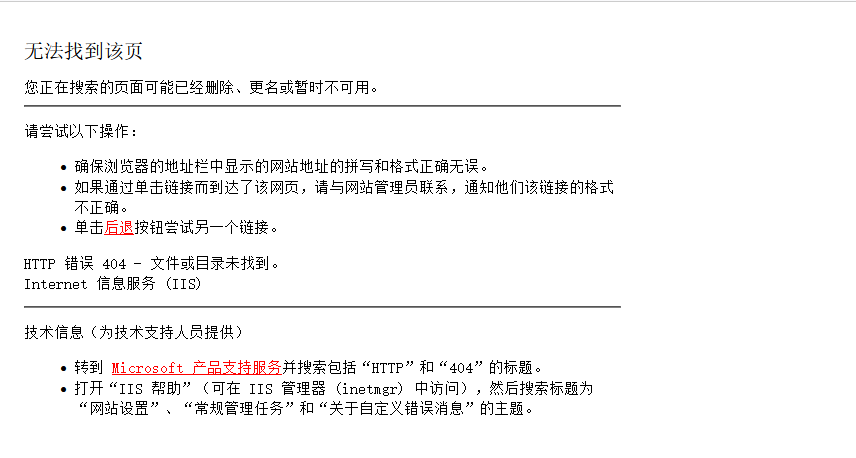 无法找到该页
您正在搜索的页面可能已经删除、更名或暂时不可用。
请尝试以下操作：
确保浏览器的地址栏中显示的网站地址的拼写和格式正确无误。
如果通过单击链接而到达了该网页，请与网站管理员联系，通知他们该链接的格式
不正确。
单击后退按钮尝试另一个链接。
HTTP 错误 404 - 文件或目录未找到。
Internet 信息服务 (IIS)
技术信息（为技术支持人员提供）
转到 Microsoft 产品支持服务并搜索包括“HTTP”和“404”的标题。
打开“IIS 帮助”（可在 IIS 管理器 (inetmgr) 中访问），然后搜索标题为
“网站设置”、“常规管理任务”和“关于自定义错误消息”的主题。